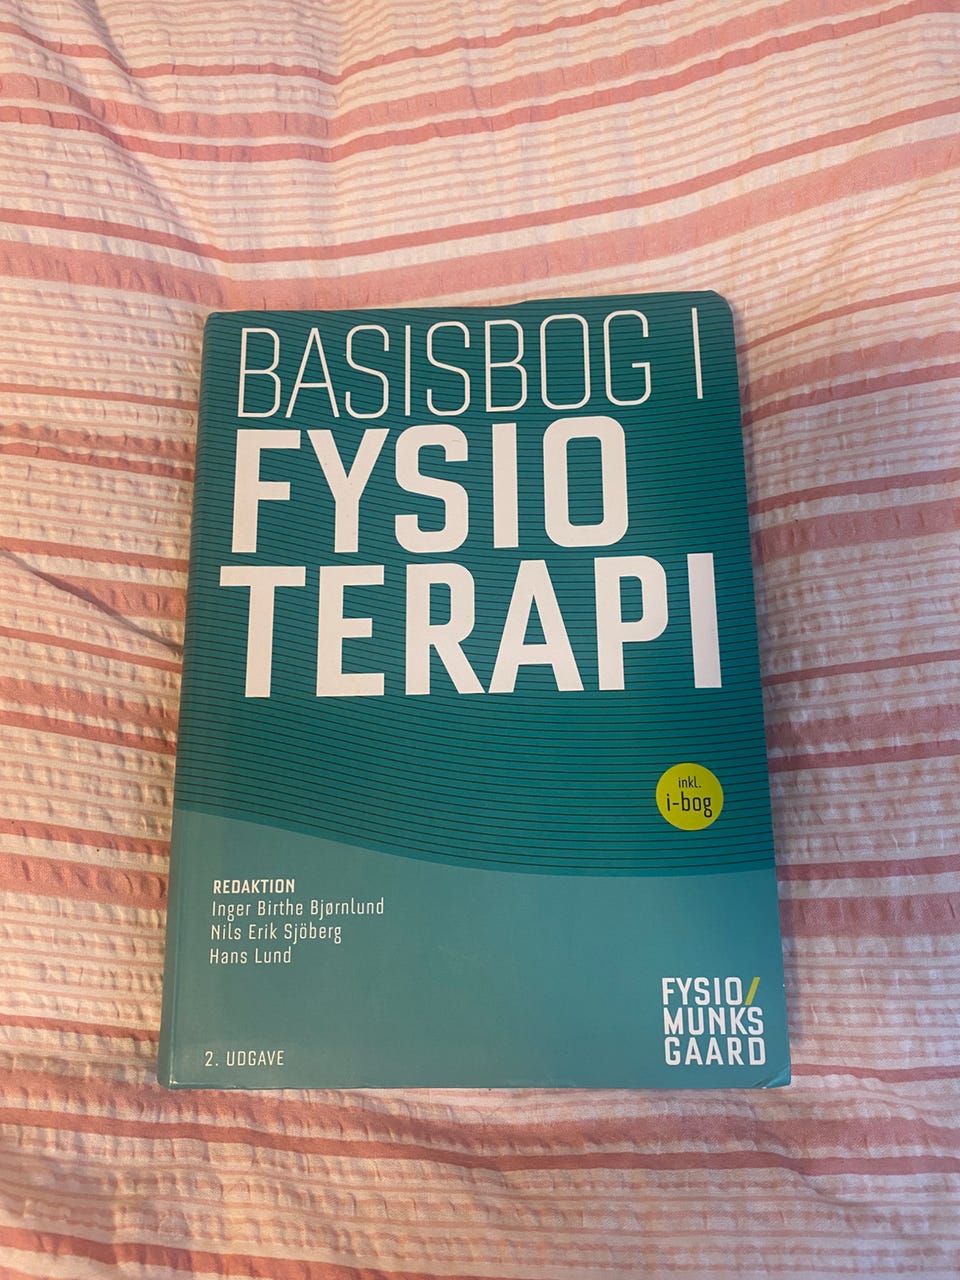 BASISBOG I
FYSIO
TERAPI
inkl.
i-bog
REDAKTION
Inger Birthe Bjørnlund
Nils Erik Sjöberg
Hans Lund
2. UDGAVE
FYSIO/
MUNKS
GAARD